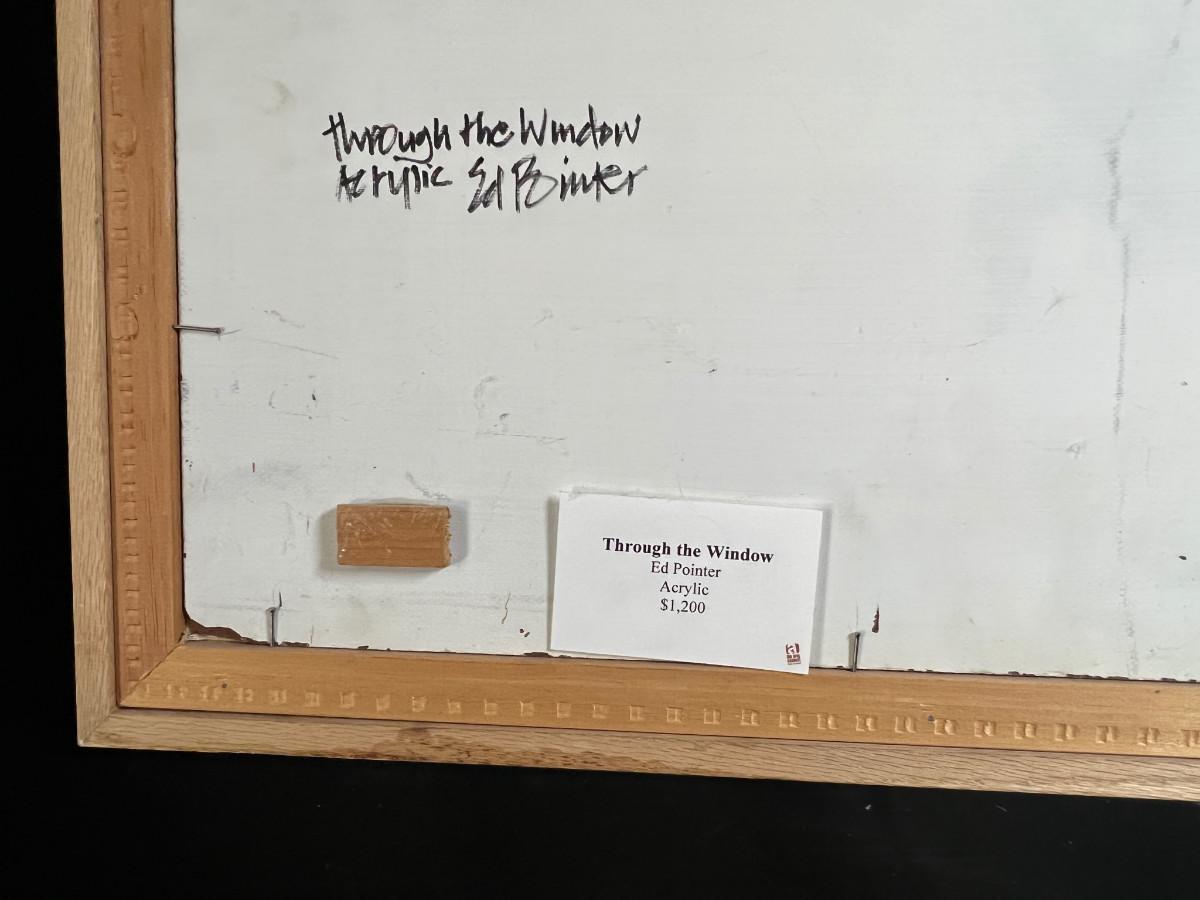 through the Window
Acrylic Ed Pointer
Through the Window
Ed Pointer
Acrylic
$1,200
a